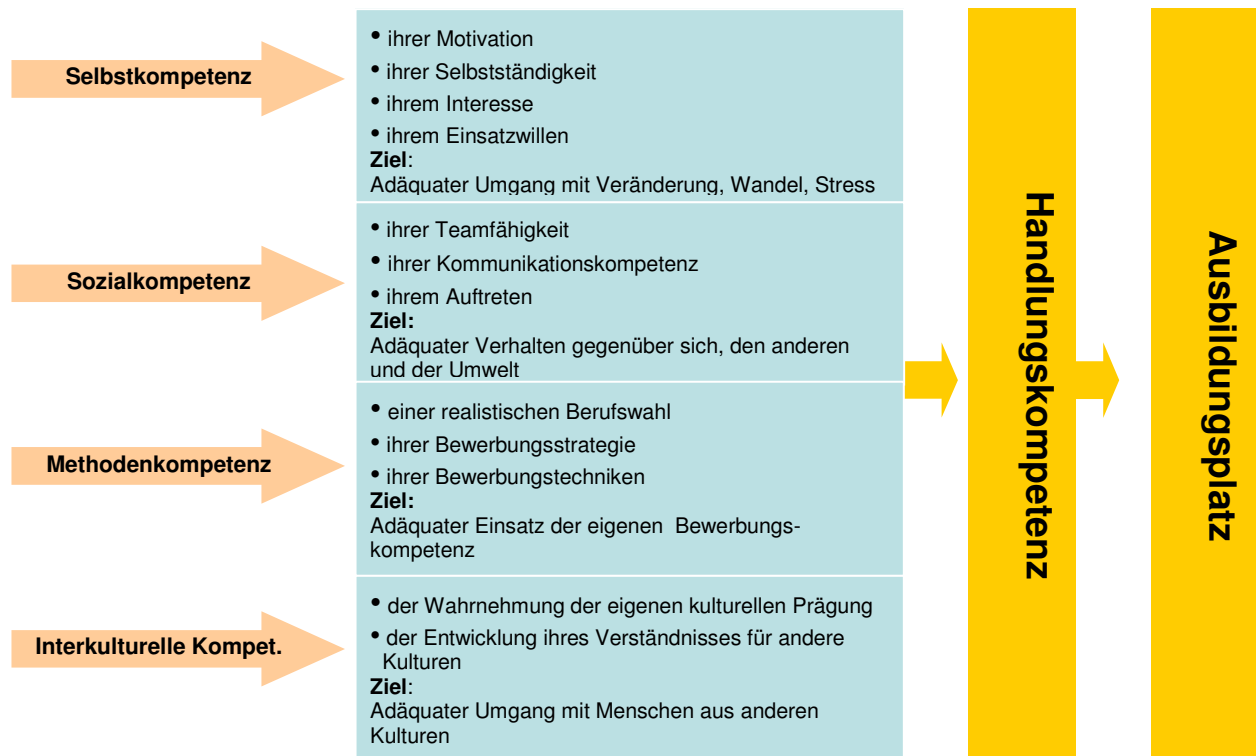 Selbstkompetenz
• ihrer Motivation
• ihrer Selbstständigkeit
• ihrem Interesse
• ihrem Einsatzwillen
Ziel:
Adäquater Umgang mit Veränderung, Wandel, Stress
Sozialkompetenz
• ihrer Teamfähigkeit
• ihrer Kommunikationskompetenz
• ihrem Auftreten
Ziel:
Adäquater Verhalten gegenüber sich, den anderen
und der Umwelt
Methodenkompetenz
• einer realistischen Berufswahl
• ihrer Bewerbungsstrategie
• ihrer Bewerbungstechniken
Ziel:
Adäquater Einsatz der eigenen Bewerbungs-
kompetenz
Interkulturelle Kompet.
• der Wahrnehmung der eigenen kulturellen Prägung
• der Entwicklung ihres Verständnisses für andere
Kulturen
Ziel:
Adäquater Umgang mit Menschen aus anderen
Kulturen
Handlungskompetenz
Ausbildungsplatz